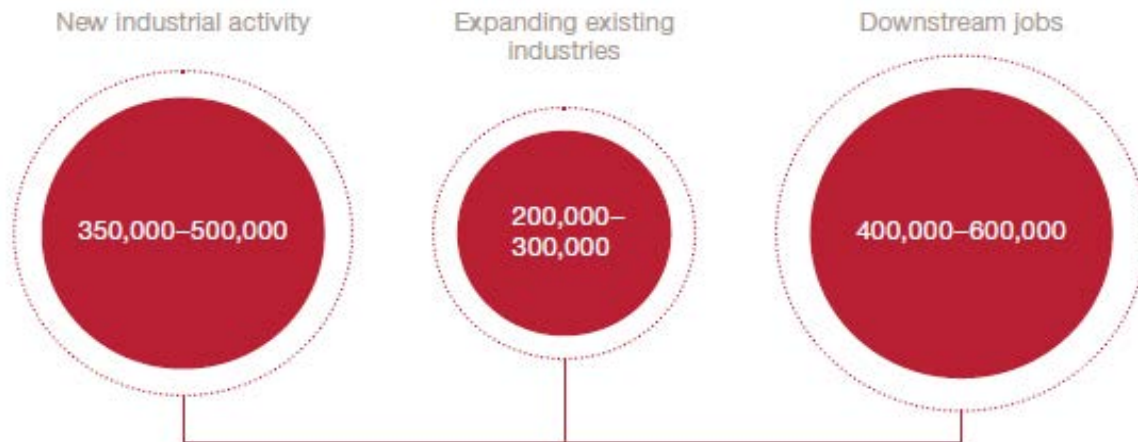 New industrial activity
Expanding existing
industries
Downstream jobs
350,000–500,000
200,000–
300,000
400,000–600,000